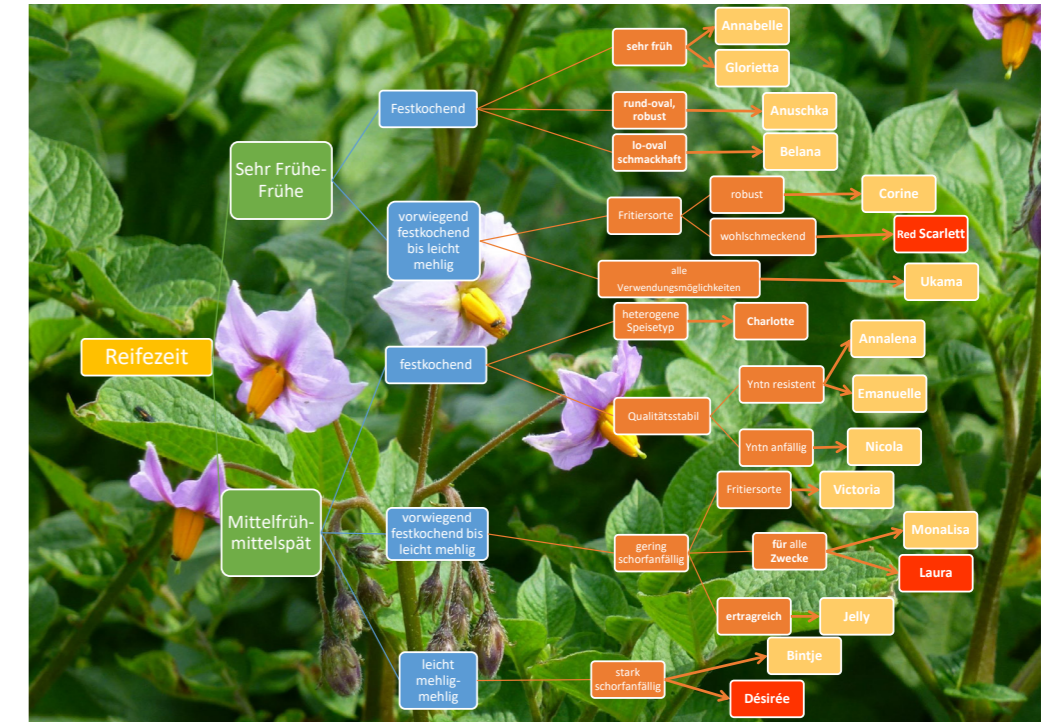 Annabelle
sehr früh
Glorietta
Festkochend
rund-oval,
robust
Anuschka
lo-oval
schmackhaft
Belana
Sehr Frühe-
Frühe
vorwiegend
festkochend
bis leicht
mehlig
Fritiersorte
robust
Corine
wohlschmeckend
Red Scarlett
alle
Verwendungsmöglichkeiten
Ukama
Reifezeit
festkochend
heterogene
Speisetyp
Charlotte
Qualitätsstabil
Yntn resistent
Annalena
Emanuelle
Yntn anfällig
Nicola
Mittelfrüh-
mittelspät
vorwiegend
festkochend bis
leicht mehlig
gering
schorfanfällig
Fritiersorte
Victoria
für alle
Zwecke
MonaLisa
Laura
ertragreich
Jelly
leicht
mehlig-
mehlig
stark
schorfanfällig
Bintje
Désirée